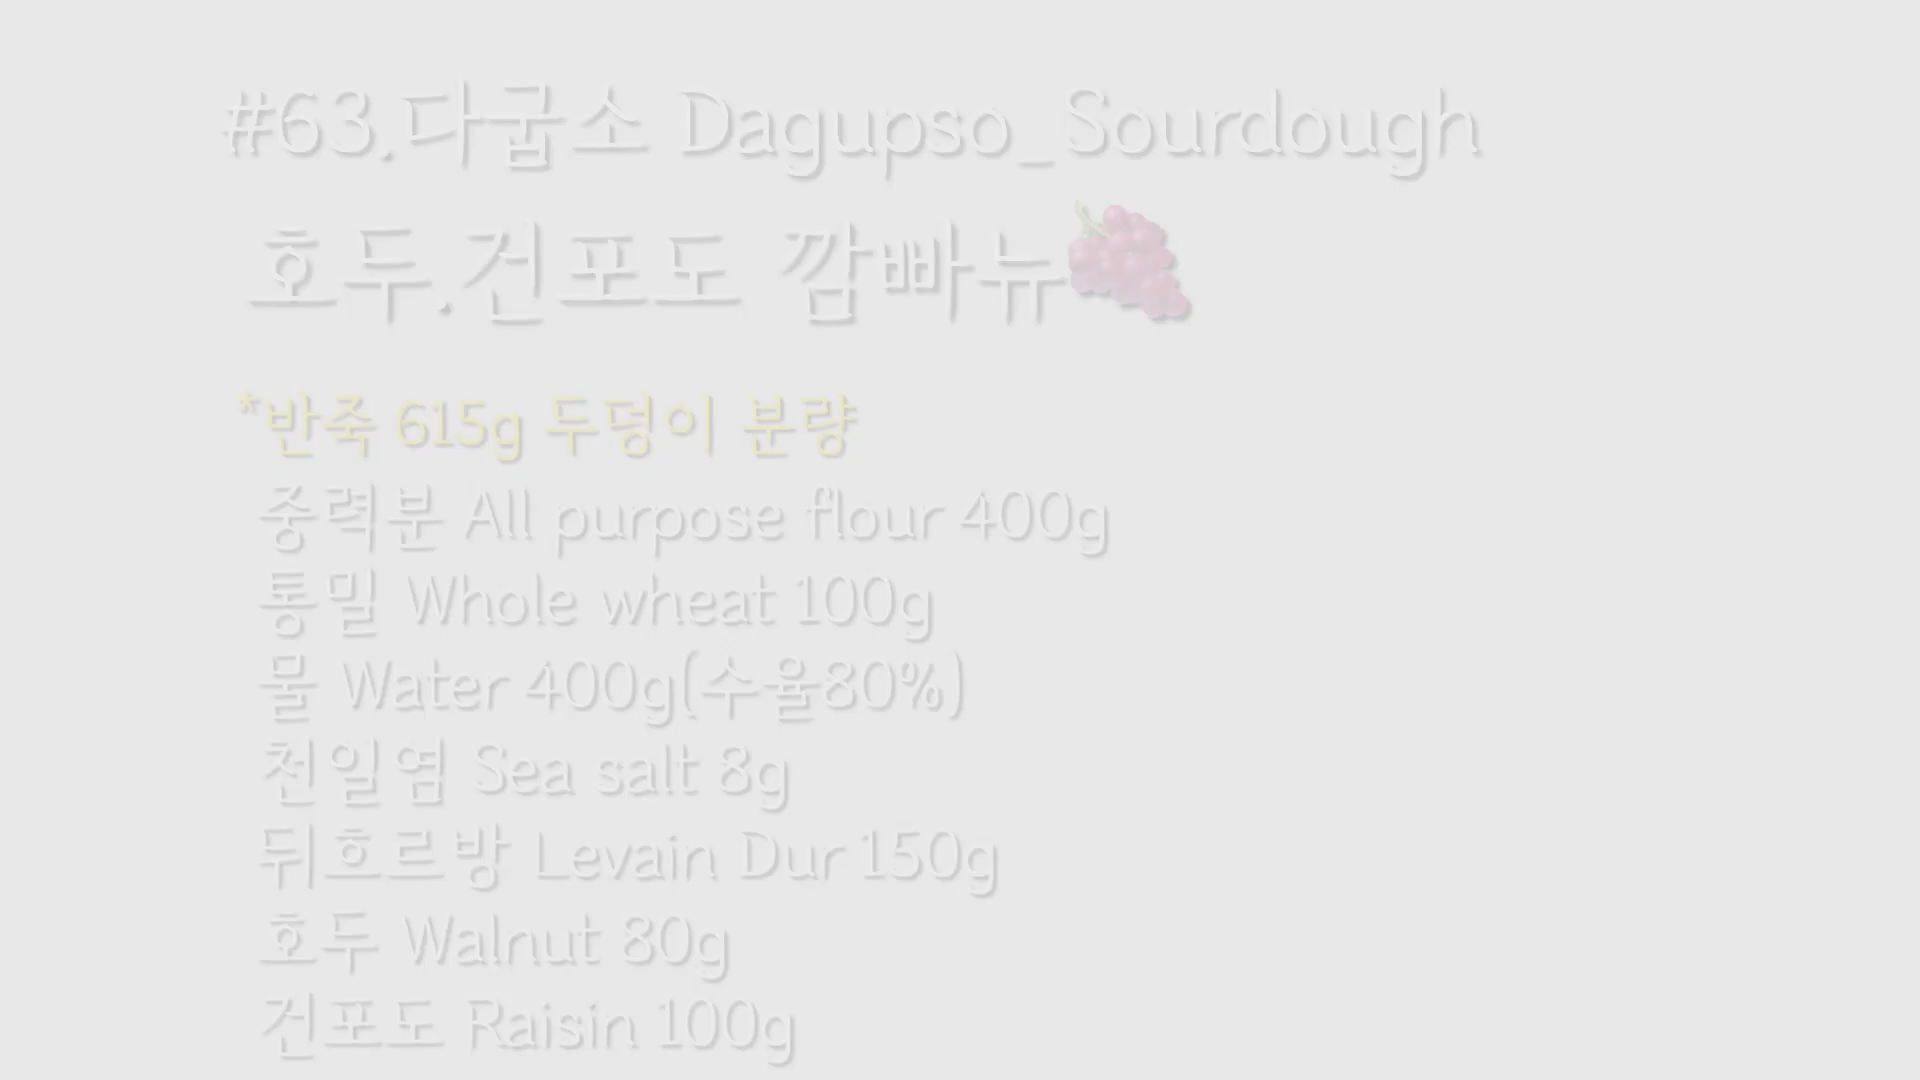 #63.다굽소 Dagupso_Sourdough
호두.건포도 깜빠뉴🍇
*반죽 615g 두덩이 분량
중력분 All purpose flour 400g
통밀 Whole wheat 100g
물 Water 400g(수율80%)
천일염 Sea salt 8g
뒤흐르방 Levain Dur 150g
호두 Walnut 80g
건포도 Raisin 100g